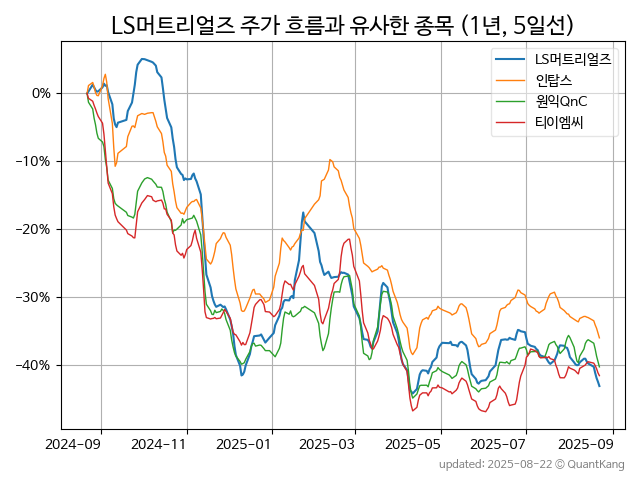 LS머트리얼즈 주가 흐름과 유사한 종목 (1년, 5일선)
LS머트리얼즈
인탑스
원익QnC
티이엠씨
0%
−10%
−20%
−30%
−40%
2024-09 2024-11 2025-01 2025-03 2025-05 2025-07 2025-09
updated: 2025-08-22 © QuantKang